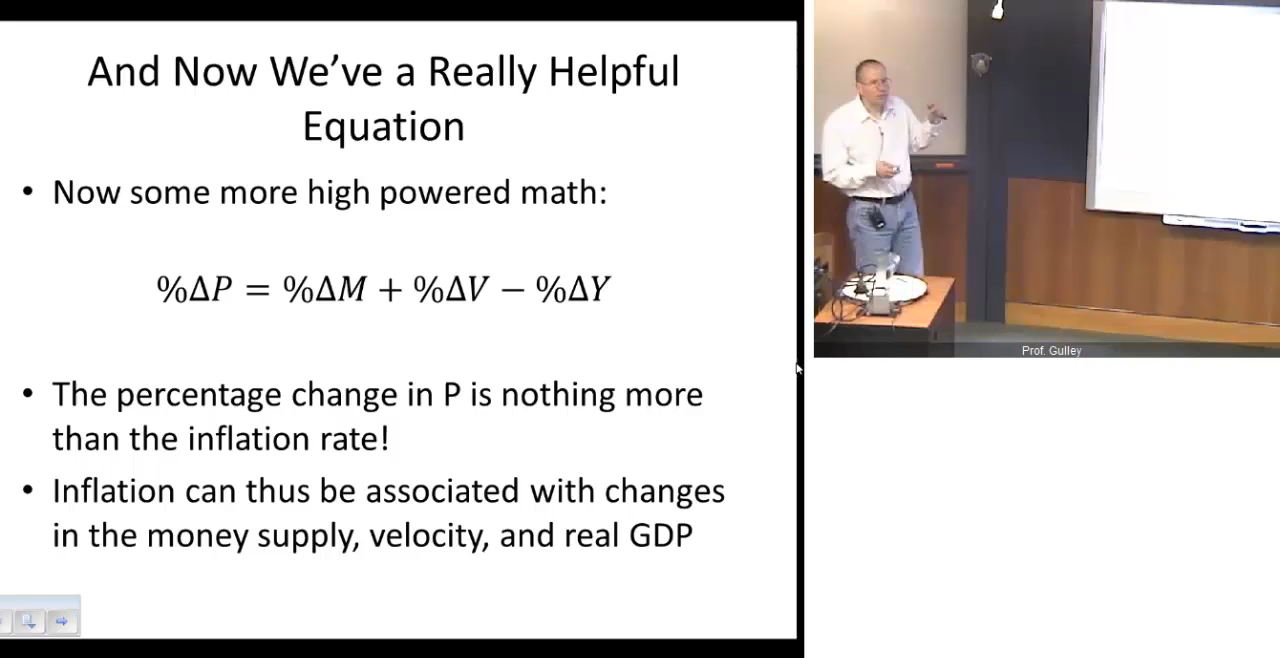 And Now We've a Really Helpful
Equation
• Now some more high powered math:
%ΔP = %ΔM + %ΔV − %ΔY
• The percentage change in P is nothing more
than the inflation rate!
• Inflation can thus be associated with changes
in the money supply, velocity, and real GDP
Prof. Gulley